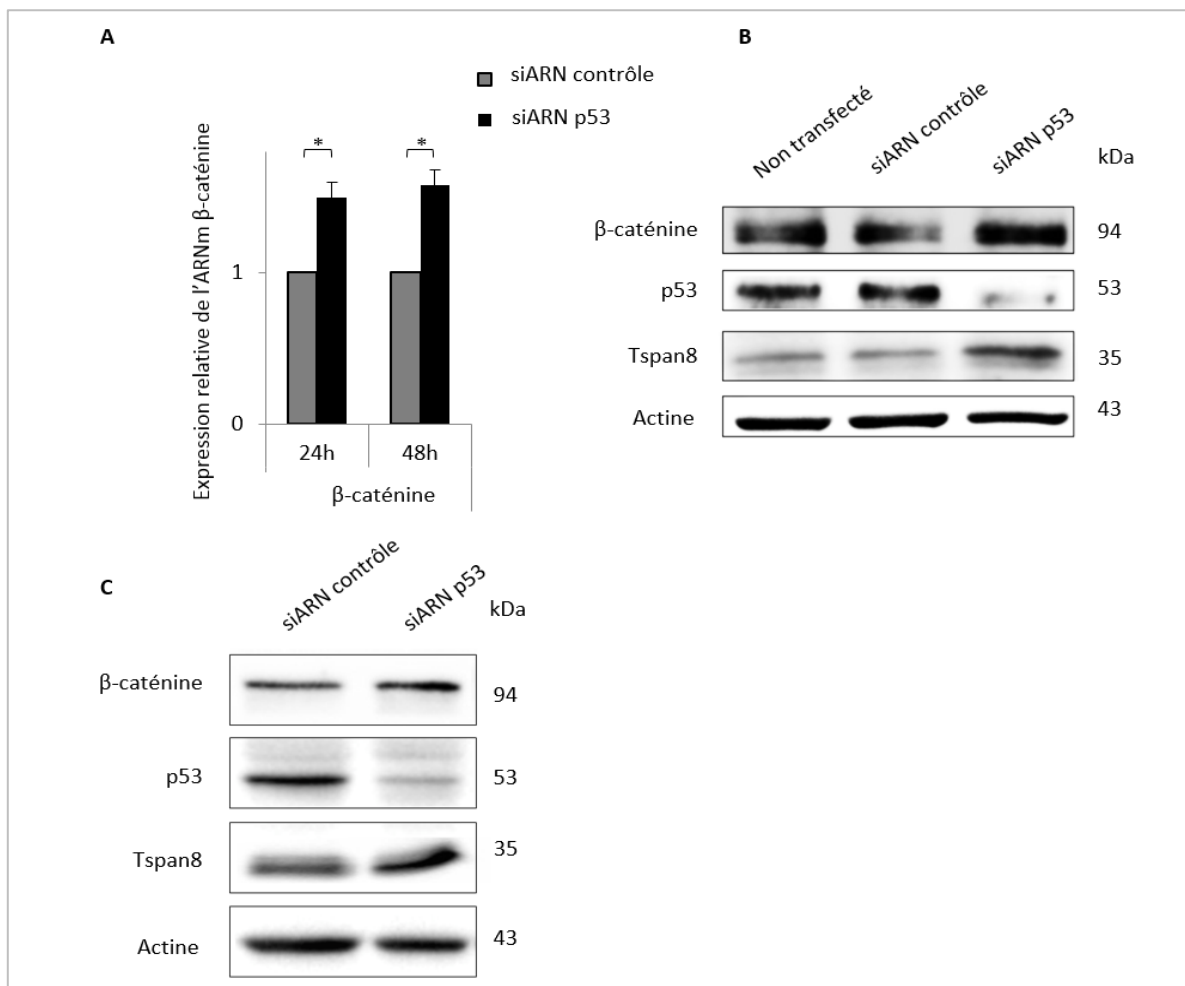 A
siARN contrôle
siARN p53
Expression relative de l'ARNm β-caténine
*
*
1
0
24h
48h
β-caténine
B
Non transfecté
siARN contrôle
siARN p53
kDa
β-caténine
94
p53
53
Tspan8
35
Actine
43
C
siARN contrôle
siARN p53
kDa
β-caténine
94
p53
53
Tspan8
35
Actine
43